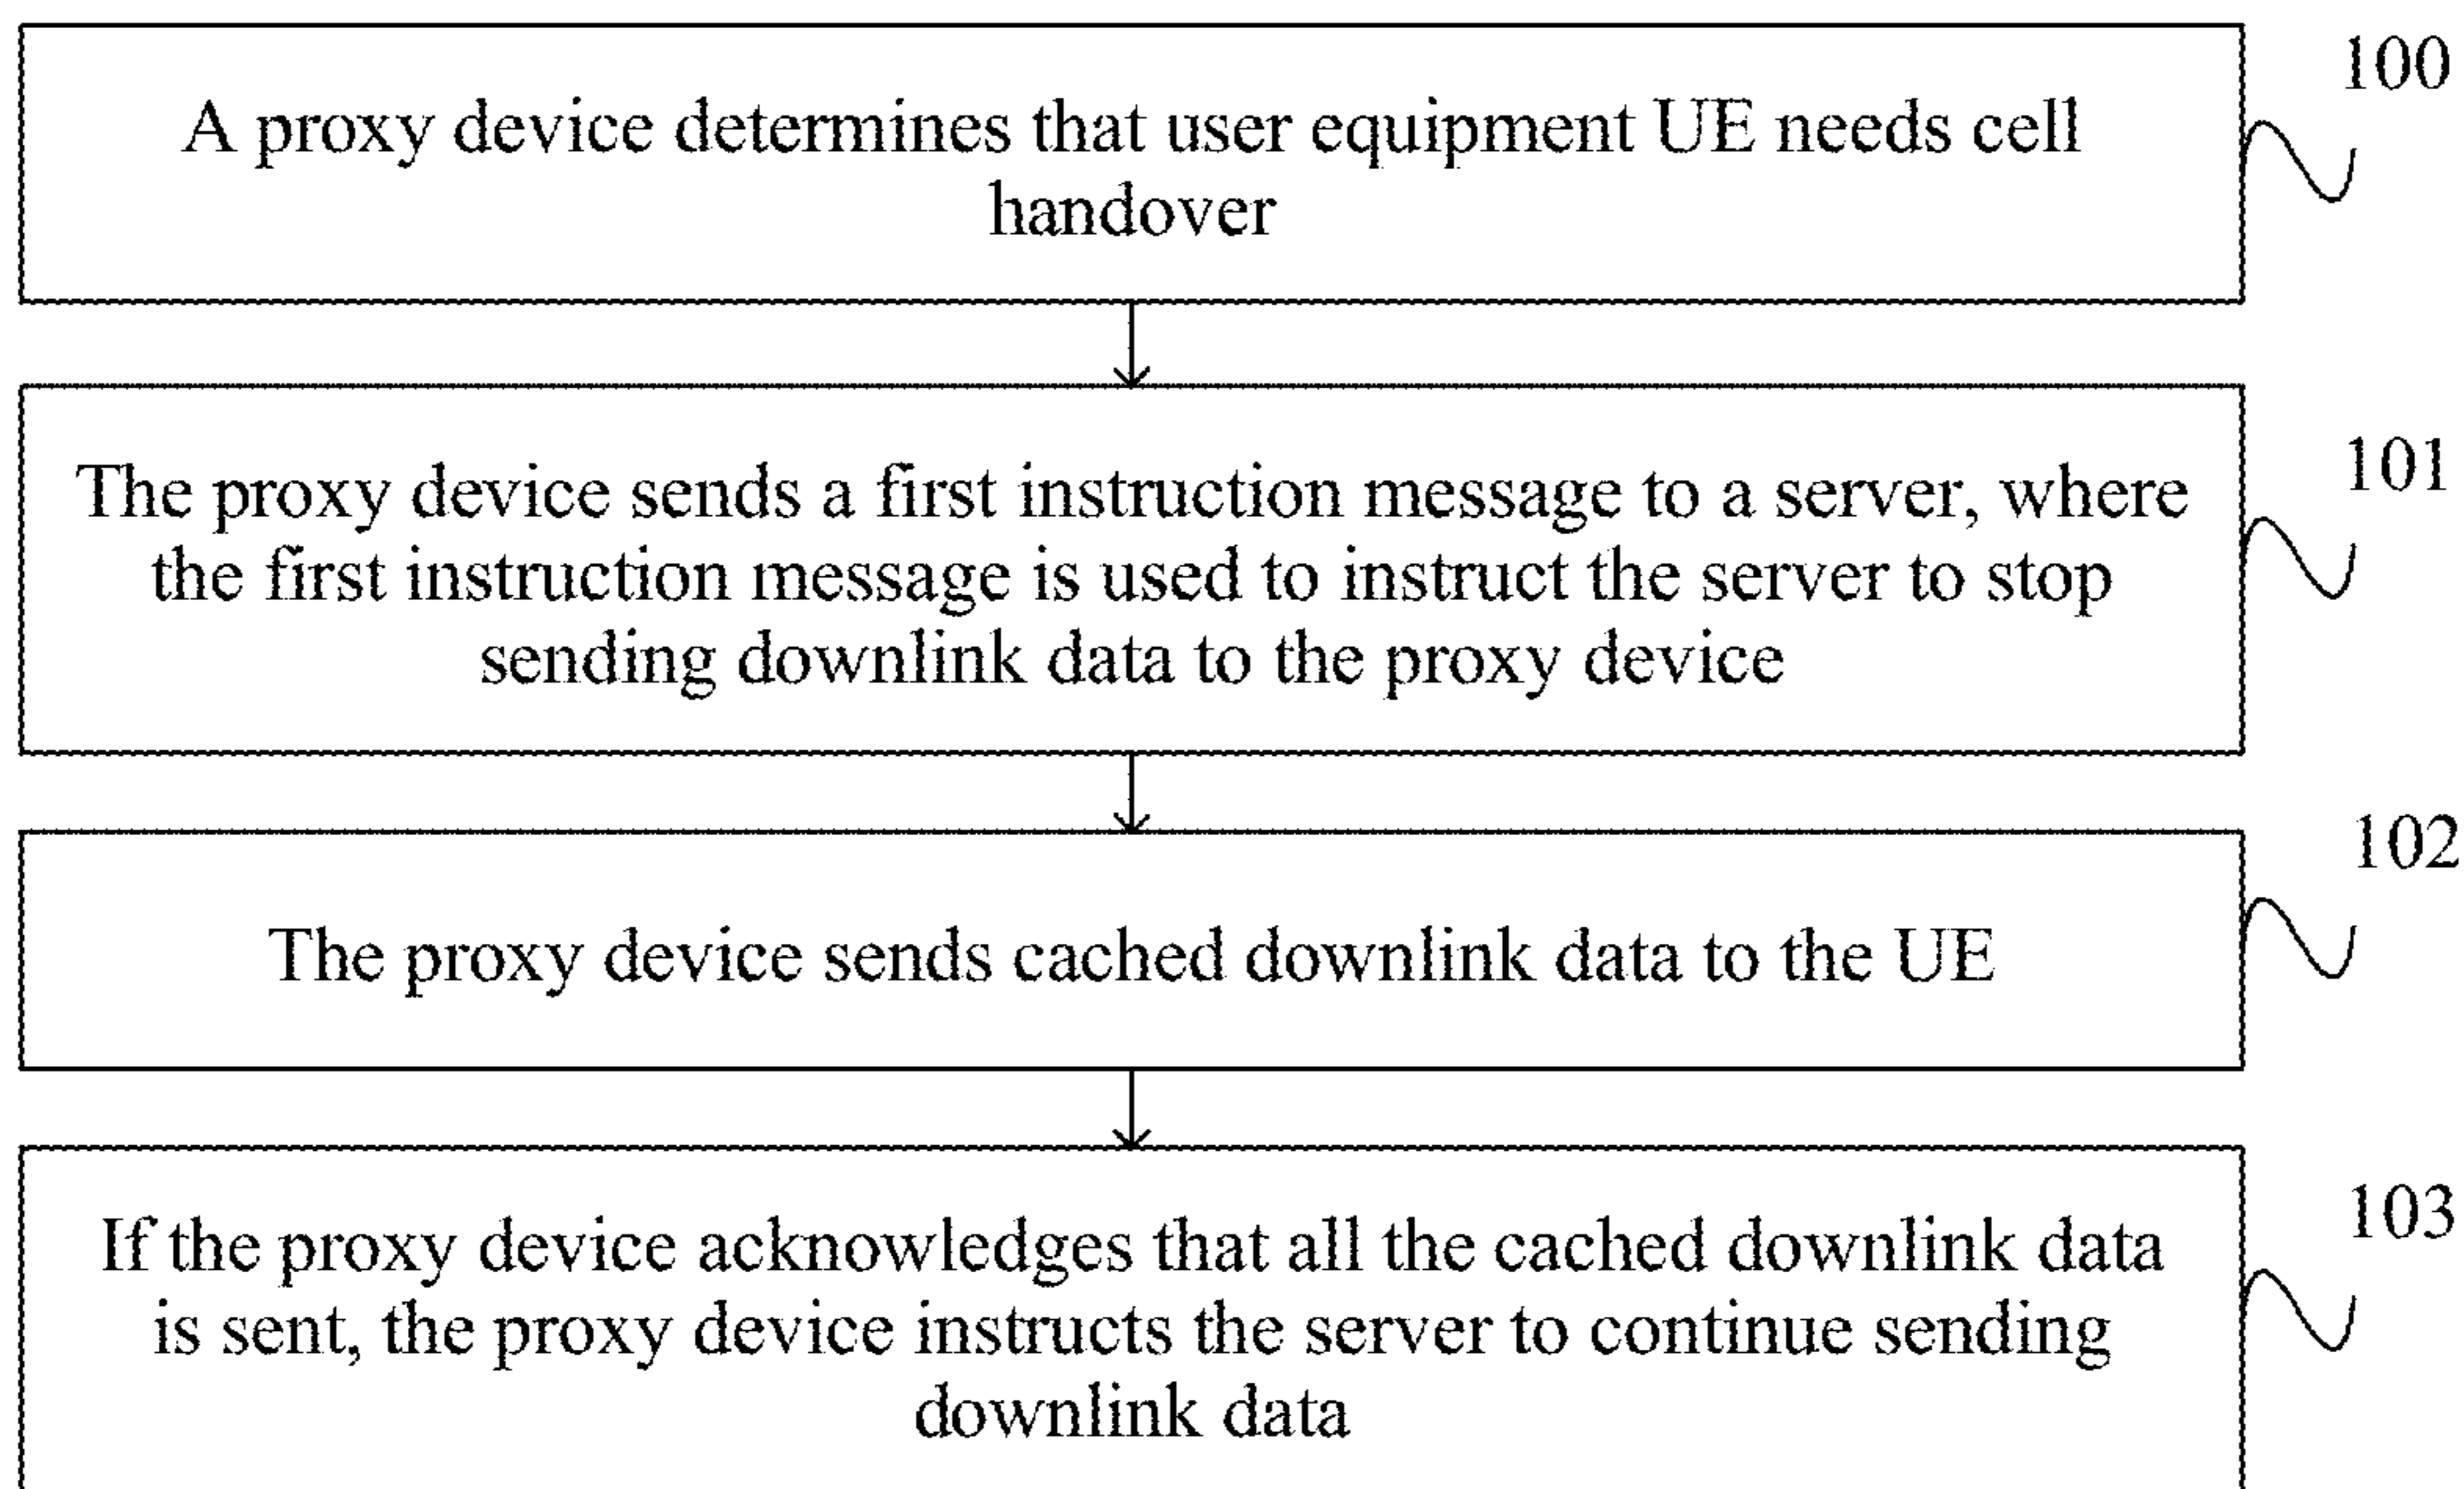 100
A proxy device determines that user equipment UE needs cell
handover
101
The proxy device sends a first instruction message to a server, where
the first instruction message is used to instruct the server to stop
sending downlink data to the proxy device
102
The proxy device sends cached downlink data to the UE
103
If the proxy device acknowledges that all the cached downlink data
is sent, the proxy device instructs the server to continue sending
downlink data